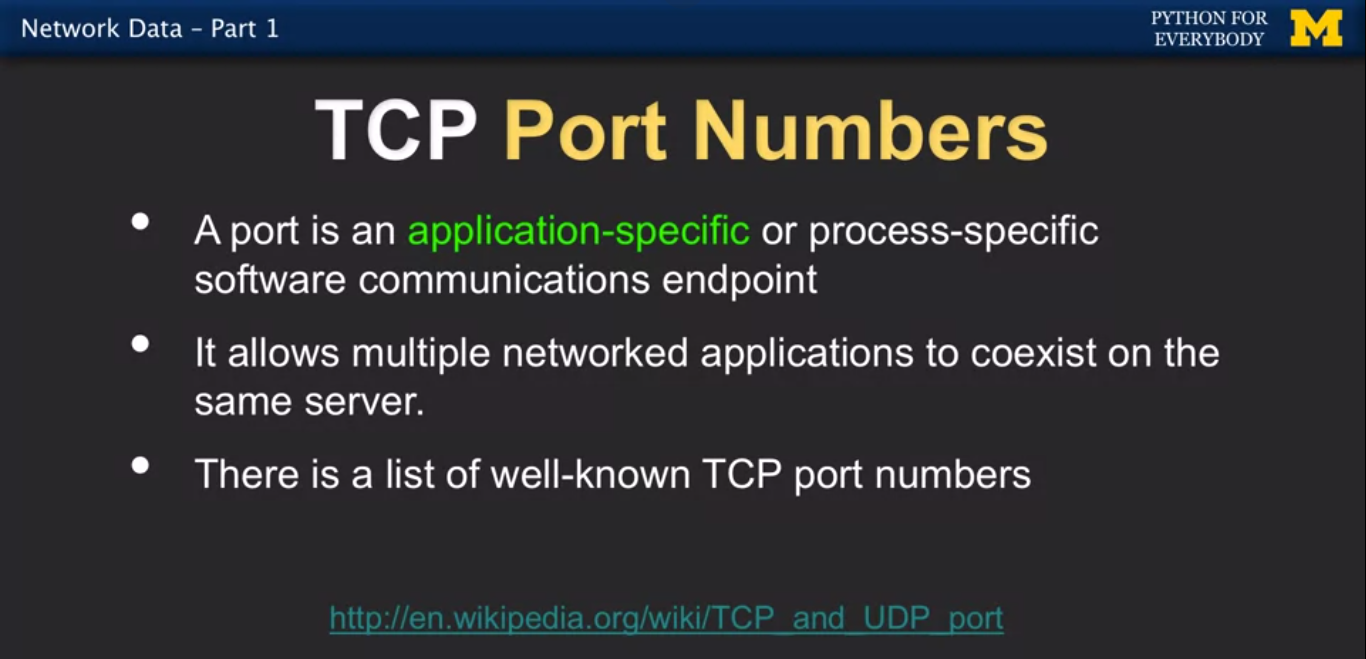 Network Data – Part 1
PYTHON FOR
EVERYBODY
M
TCP Port Numbers
• A port is an application-specific or process-specific
software communications endpoint
• It allows multiple networked applications to coexist on the
same server.
• There is a list of well-known TCP port numbers
http://en.wikipedia.org/wiki/TCP_and_UDP_port